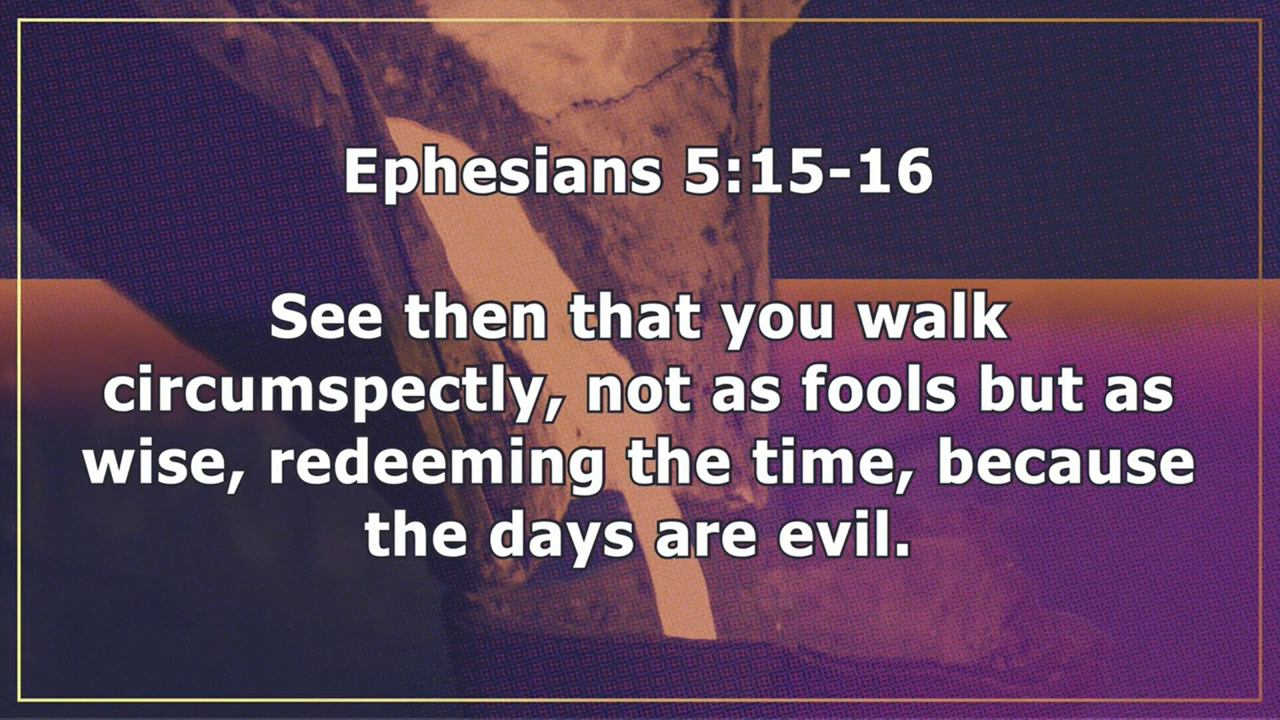 Ephesians 5:15-16
See then that you walk
circumspectly, not as fools but as
wise, redeeming the time, because
the days are evil.